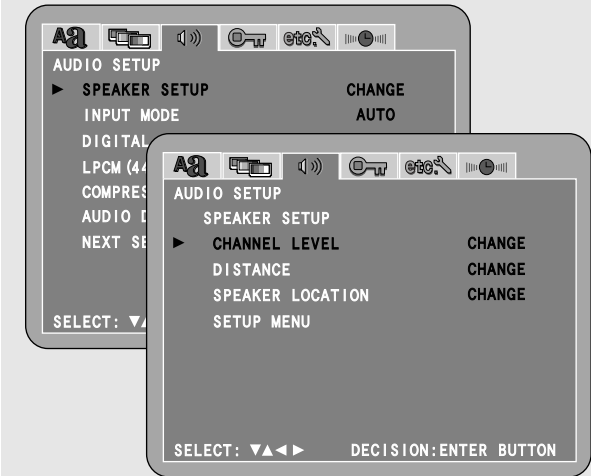 Aa etc.
AUDIO SETUP
► SPEAKER SETUP CHANGE
INPUT MODE AUTO
DIGITAL
LPCM (44
COMPRES
AUDIO D
NEXT SE
SELECT: ▼▲
Aa etc.
AUDIO SETUP
SPEAKER SETUP
► CHANNEL LEVEL CHANGE
DISTANCE CHANGE
SPEAKER LOCATION CHANGE
SETUP MENU
SELECT: ▼▲◄► DECISION:ENTER BUTTON